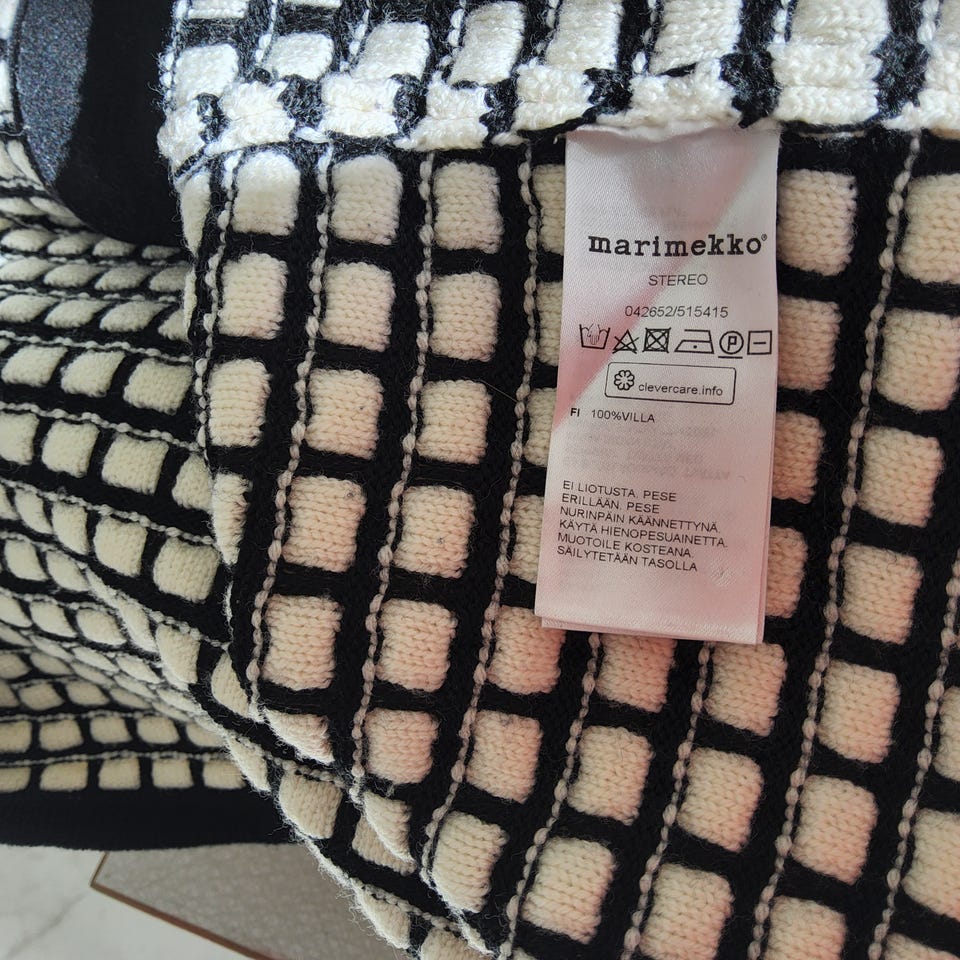 marimekko®
STEREO
042652/515415
P
clevercare.info
FI 100%VILLA
EI LIOTUSTA. PESE
ERILLÄÄN. PESE
NURINPÄIN KÄÄNNETTYNÄ.
KÄYTÄ HIENOPESUAINETTA.
MUOTOILE KOSTEANA.
SÄILYTETÄÄN TASOLLA